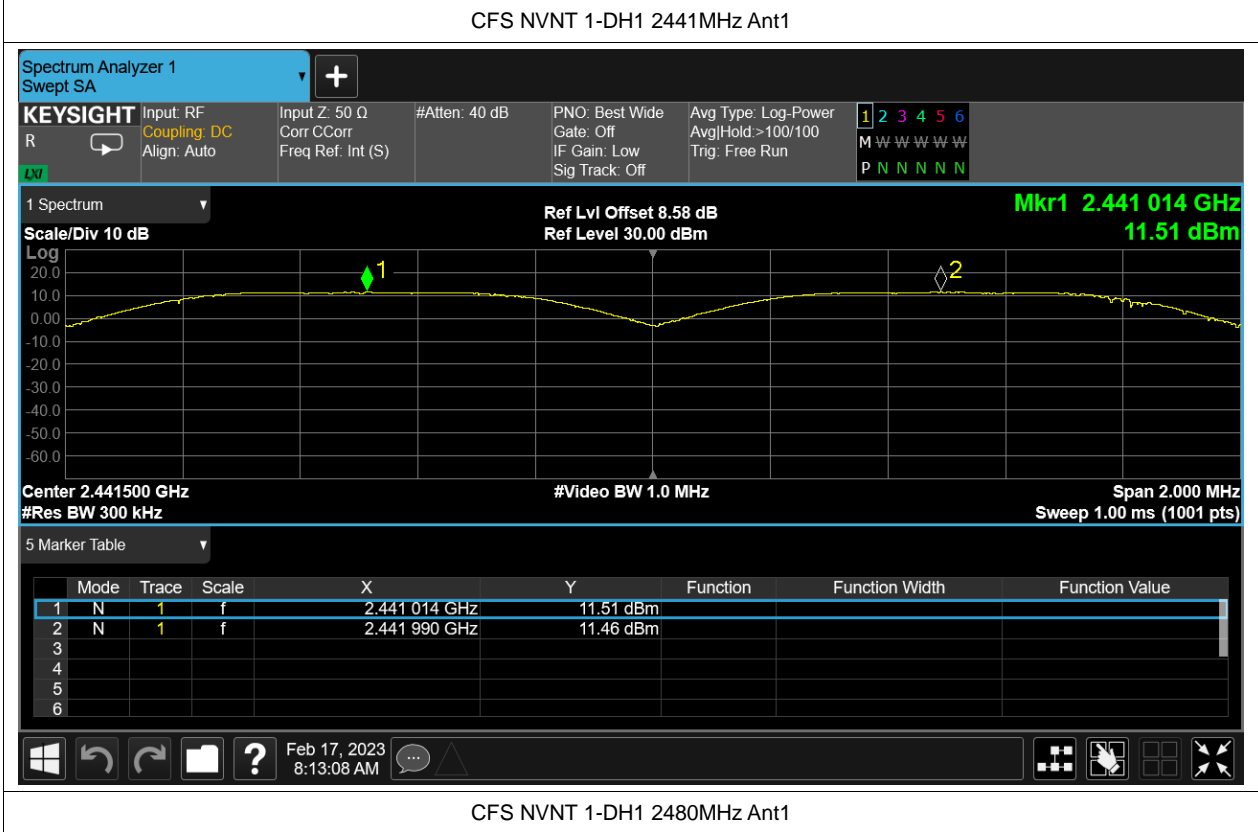 CFS NVNT 1-DH1 2441MHz Ant1
Spectrum Analyzer 1
Swept SA
KEYSIGHT Input: RF Input Z: 50 Ω #Atten: 40 dB PNO: Best Wide Avg Type: Log-Power 1 2 3 4 5 6
R Coupling: DC Corr CCorr Gate: Off Avg|Hold:>100/100 M W W W W W
Align: Auto Freq Ref: Int (S) IF Gain: Low Trig: Free Run
LXI Sig Track: Off P N N N N N
1 Spectrum Ref Lvl Offset 8.58 dB Mkr1 2.441 014 GHz
Scale/Div 10 dB Ref Level 30.00 dBm 11.51 dBm
Log
20.0 1 2
10.0
0.00
-10.0
-20.0
-30.0
-40.0
-50.0
-60.0
Center 2.441500 GHz #Video BW 1.0 MHz Span 2.000 MHz
#Res BW 300 kHz Sweep 1.00 ms (1001 pts)
5 Marker Table
Mode Trace Scale X Y Function Function Width Function Value
1 N 1 f 2.441 014 GHz 11.51 dBm
2 N 1 f 2.441 990 GHz 11.46 dBm
3
4
5
6
? Feb 17, 2023
8:13:08 AM
CFS NVNT 1-DH1 2480MHz Ant1